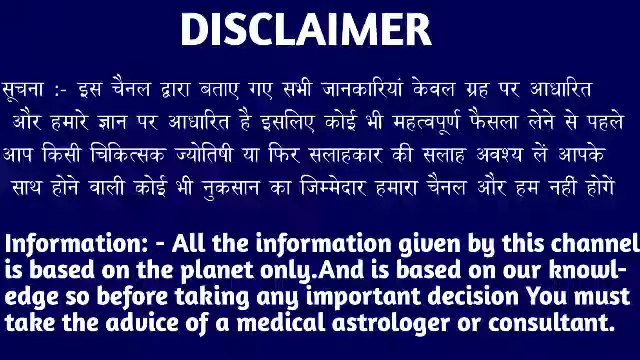 DISCLAIMER
सूचना :- इस चैनल द्वारा बताए गए सभी जानकारियां केवल ग्रह पर आधारित
और हमारे ज्ञान पर आधारित है इसलिए कोई भी महत्वपूर्ण फैसला लेने से पहले
आप किसी चिकित्सक ज्योतिषी या फिर सलाहकार की सलाह अवश्य लें आपके
साथ होने वाली कोई भी नुकसान का जिम्मेदार हमारा चैनल और हम नहीं होगें
Information: - All the information given by this channel
is based on the planet only.And is based on our knowl-
edge so before taking any important decision You must
take the advice of a medical astrologer or consultant.